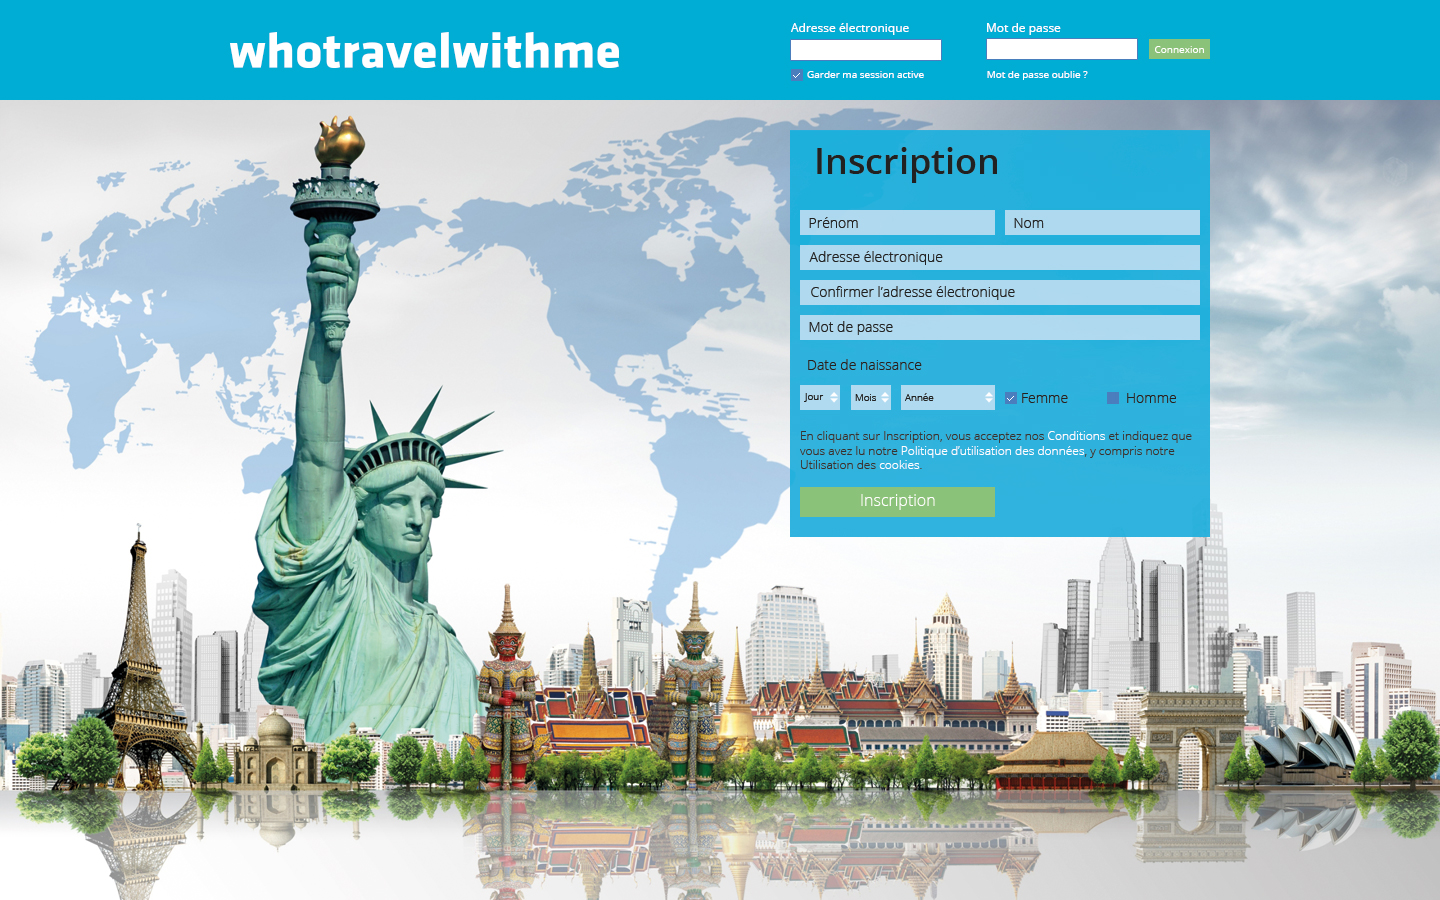 whotravelwithme
Adresse électronique
Mot de passe
Connexion
Garder ma session active
Mot de passe oublie ?
Inscription
Prénom
Nom
Adresse électronique
Confirmer l'adresse électronique
Mot de passe
Date de naissance
Jour
Mois
Année
Femme
Homme
En cliquant sur Inscription, vous acceptez nos Conditions et indiquez que
vous avez lu notre Politique d'utilisation des données, y compris notre
Utilisation des cookies.
Inscription